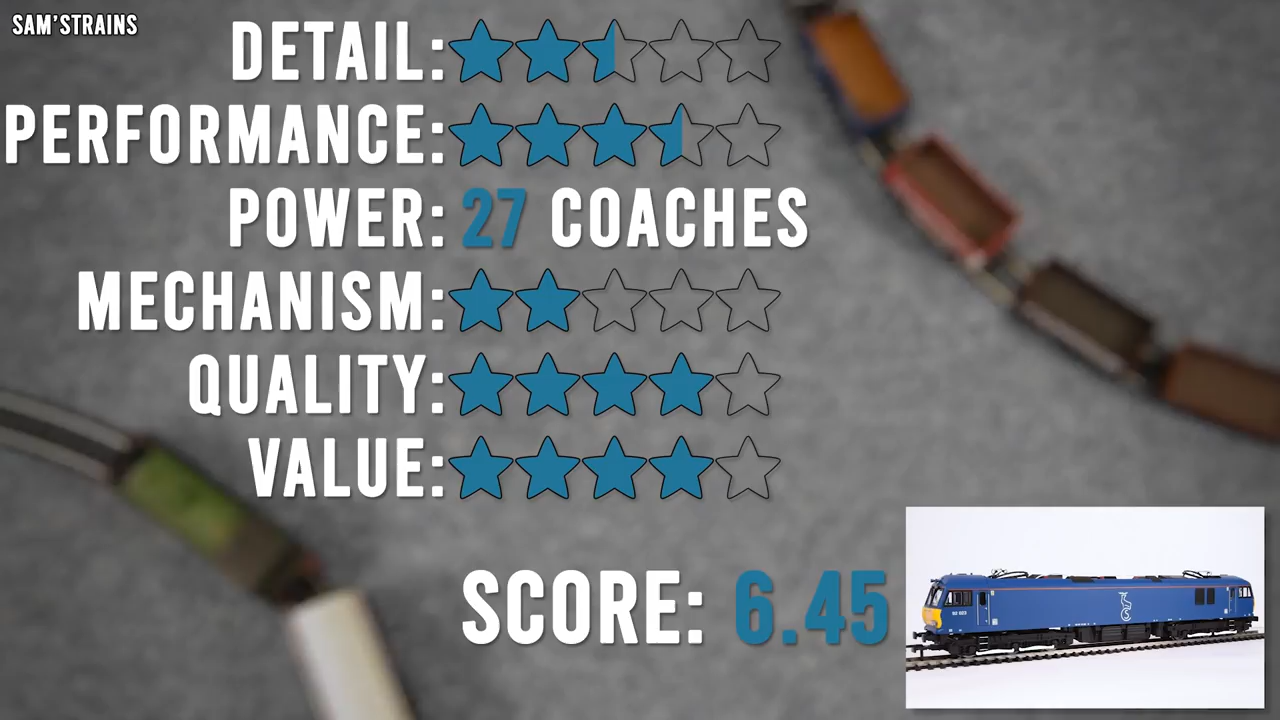 SAM'STRAINS
DETAIL:
PERFORMANCE:
POWER: 27 COACHES
MECHANISM:
QUALITY:
VALUE:
SCORE: 6.45